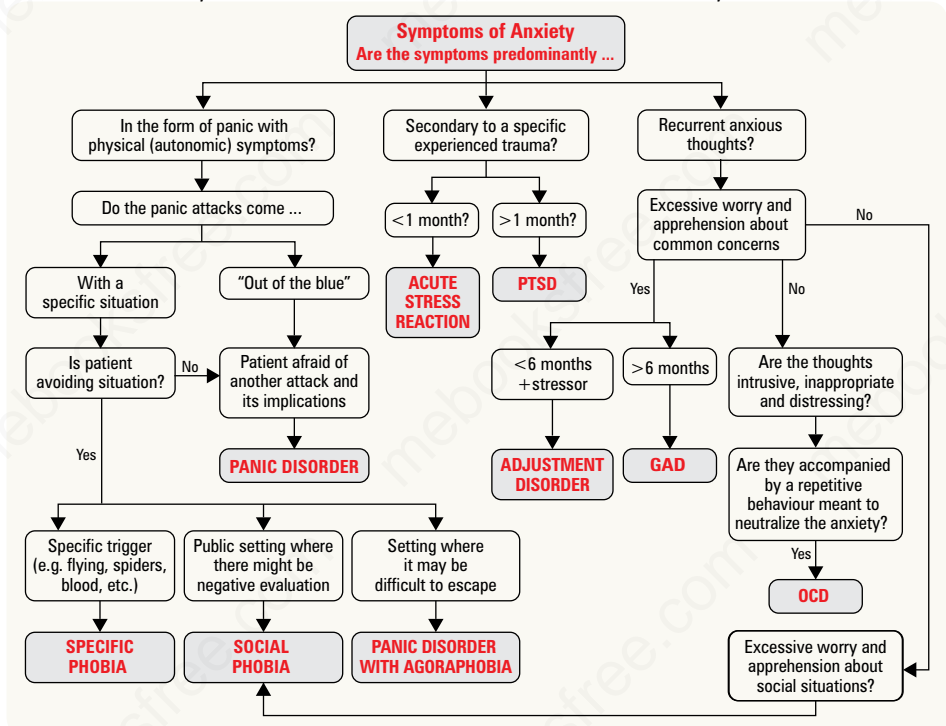 Symptoms of Anxiety
Are the symptoms predominantly ...
In the form of panic with
physical (autonomic) symptoms?
Secondary to a specific
experienced trauma?
Recurrent anxious
thoughts?
Do the panic attacks come ...
<1 month?
>1 month?
Excessive worry and
apprehension about
common concerns
No
With a
specific situation
"Out of the blue"
ACUTE
STRESS
REACTION
PTSD
Yes
No
Is patient
avoiding situation?
No
Patient afraid of
another attack and
its implications
<6 months
+stressor
>6 months
Are the thoughts
intrusive, inappropriate
and distressing?
Yes
PANIC DISORDER
ADJUSTMENT
DISORDER
GAD
Are they accompanied
by a repetitive
behaviour meant to
neutralize the anxiety?
Specific trigger
(e.g. flying, spiders,
blood, etc.)
Public setting where
there might be
negative evaluation
Setting where
it may be
difficult to escape
Yes
OCD
SPECIFIC
PHOBIA
SOCIAL
PHOBIA
PANIC DISORDER
WITH AGORAPHOBIA
Excessive worry and
apprehension about
social situations?
mebooksfree.com